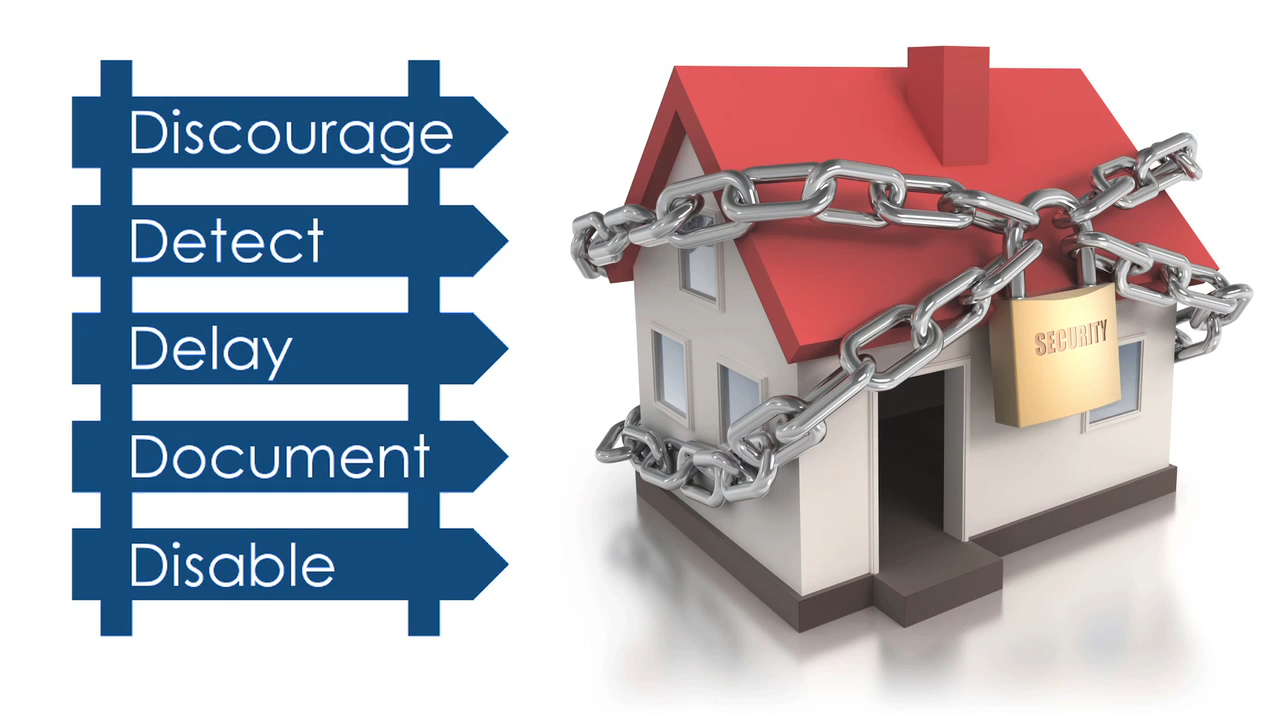 Discourage
Detect
Delay
Document
Disable
SECURITY